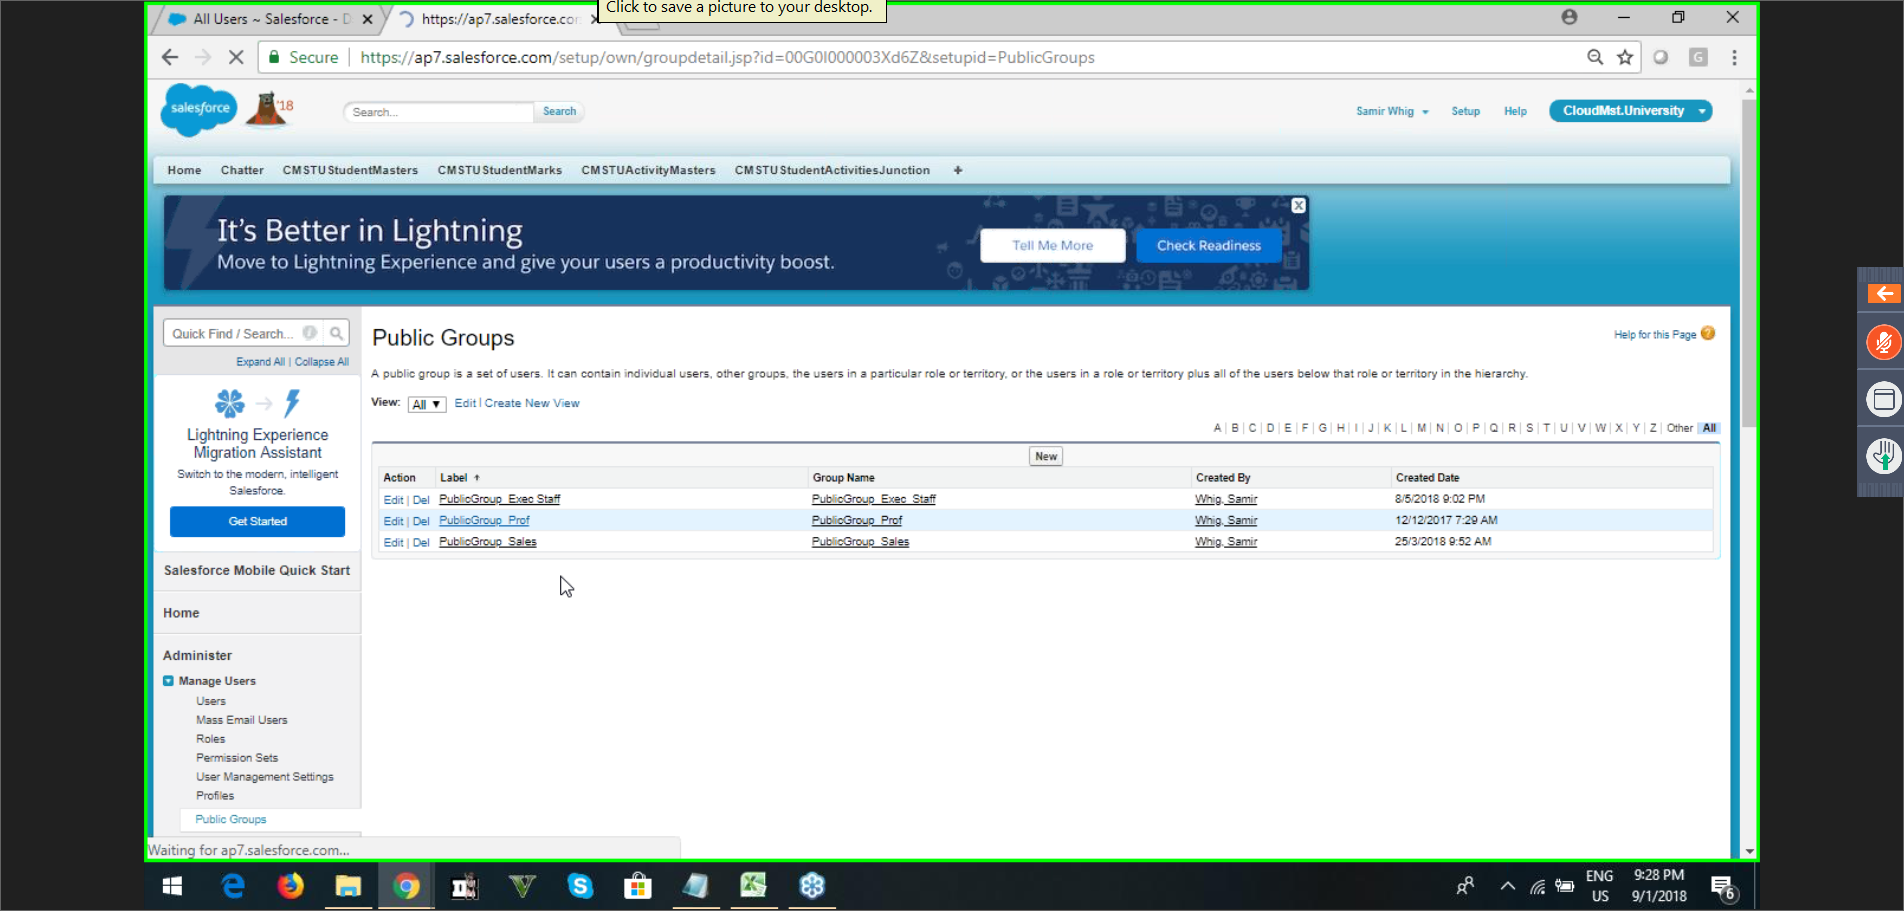 Click to save a picture to your desktop.
All Users ~ Salesforce - D
https://ap7.salesforce.com
Secure
https://ap7.salesforce.com/setup/own/groupdetail.jsp?id=00G0I000003Xd6Z&setupid=PublicGroups
G
salesforce
'18
Search...
Search
Samir Whig
Setup
Help
CloudMst.University
Home
Chatter
CMSTUStudentMasters
CMSTUStudentMarks
CMSTUActivityMasters
CMSTUStudentActivitiesJunction
+
It's Better in Lightning
Move to Lightning Experience and give your users a productivity boost.
Tell Me More
Check Readiness
Quick Find / Search...
Expand All | Collapse All
Lightning Experience
Migration Assistant
Switch to the modern, intelligent
Salesforce.
Get Started
Salesforce Mobile Quick Start
Home
Administer
Manage Users
Users
Mass Email Users
Roles
Permission Sets
User Management Settings
Profiles
Public Groups
Public Groups
Help for this Page
A public group is a set of users. It can contain individual users, other groups, the users in a particular role or territory, or the users in a role or territory plus all of the users below that role or territory in the hierarchy.
View: All Edit | Create New View
A | B | C | D | E | F | G | H | I | J | K | L | M | N | O | P | Q | R | S | T | U | V | W | X | Y | Z | Other All
New
Action Label Group Name Created By Created Date
Edit | Del PublicGroup_Exec Staff PublicGroup_Exec_Staff Whig, Samir 8/5/2018 9:02 PM
Edit | Del PublicGroup_Prof PublicGroup_Prof Whig, Samir 12/12/2017 7:29 AM
Edit | Del PublicGroup_Sales PublicGroup_Sales Whig, Samir 25/3/2018 9:52 AM
Waiting for ap7.salesforce.com...
ENG
US
9:28 PM
9/1/2018
6